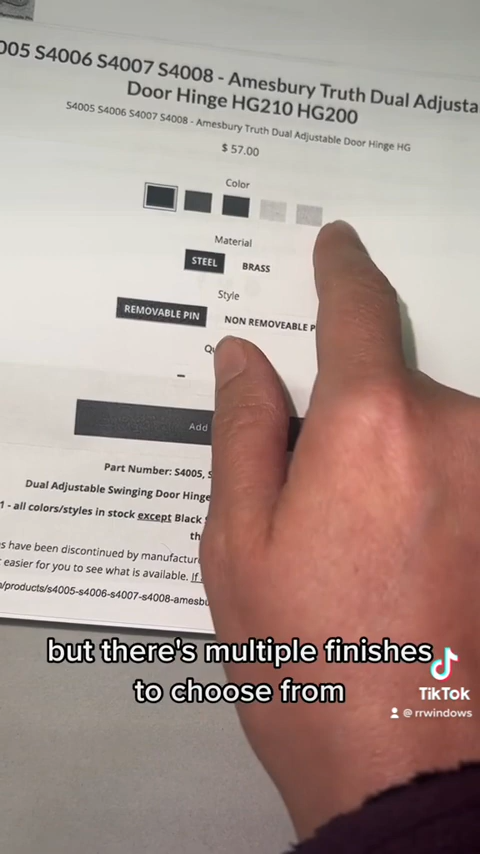 005 S4006 S4007 S4008 - Amesbury Truth Dual Adjusta
Door Hinge HG210 HG200
S4005 S4006 S4007 S4008 - Amesbury Truth Dual Adjustable Door Hinge HG
$ 57.00
Color
Material
STEEL BRASS
Style
REMOVABLE PIN NON REMOVEABLE P
Qu
-
Add
Part Number: S4005, S
Dual Adjustable Swinging Door Hinge
1 - all colors/styles in stock except Black
th
s have been discontinued by manufactur
easier for you to see what is available. If
/products/s4005-s4006-s4007-s4008-amesbu
but there's multiple finishes
to choose from
TikTok
@ rrwindows